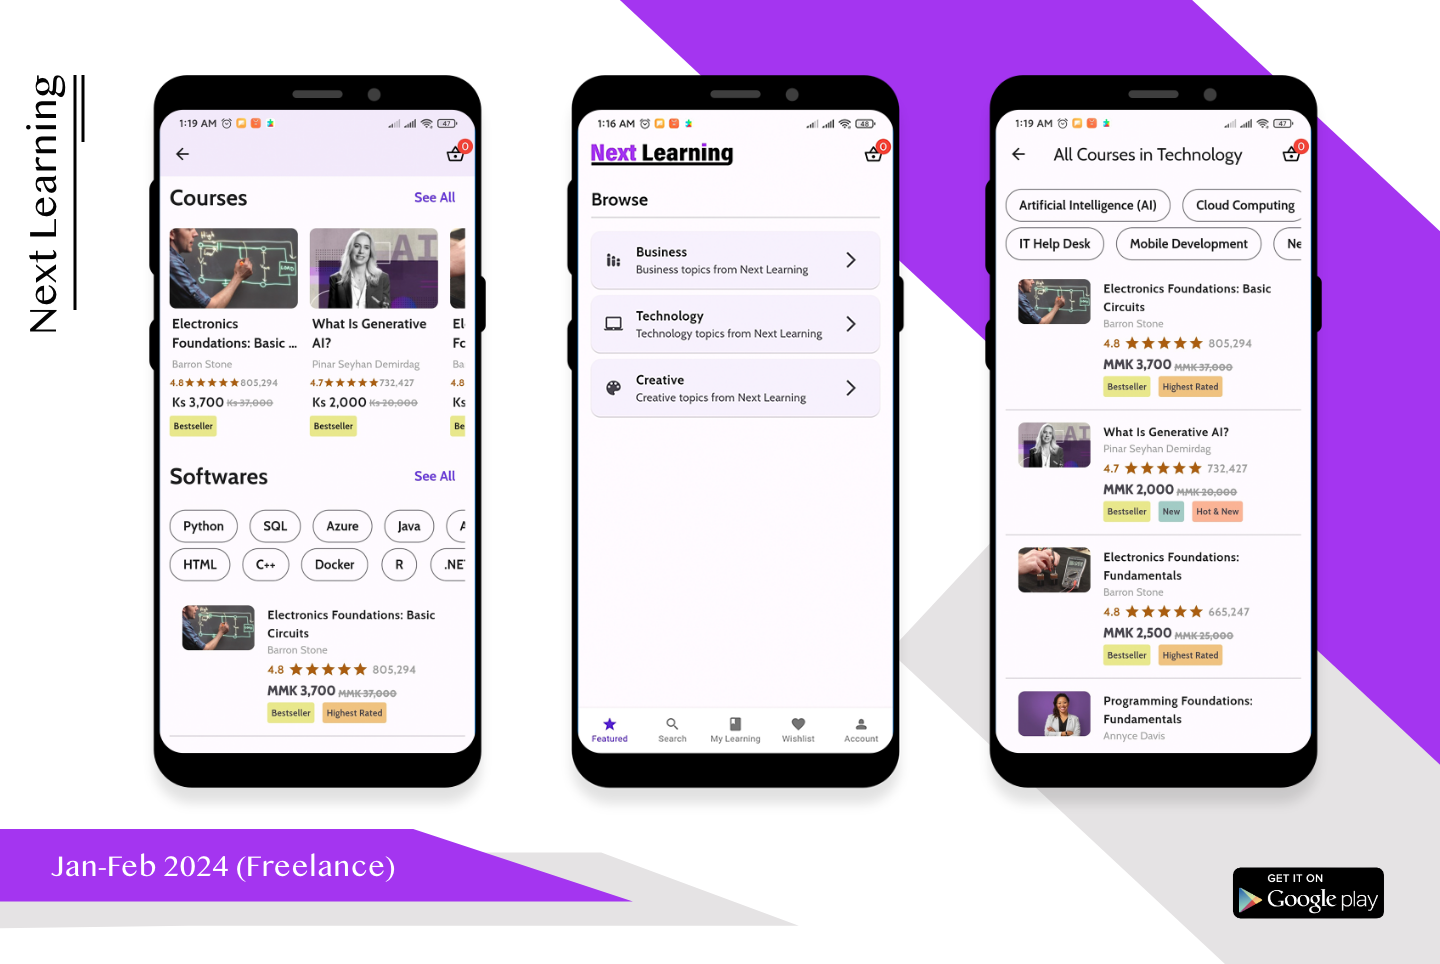 Next Learning
1:19 AM
47
0
Courses
See All
AI
Electronics
Foundations: Basic ...
Barron Stone
4.8 805,294
Ks 3,700 Ks 37,000
Bestseller
What Is Generative
AI?
Pinar Seyhan Demirdag
4.7 732,427
Ks 2,000 Ks 20,000
Bestseller
El
Fc
Ba
4.8
Ks
Be
Softwares
See All
Python
SQL
Azure
Java
A
HTML
C++
Docker
R
.NE
Electronics Foundations: Basic
Circuits
Barron Stone
4.8 805,294
MMK 3,700 MMK 37,000
Bestseller
Highest Rated
1:16 AM
48
Next Learning
0
Browse
Business
Business topics from Next Learning
Technology
Technology topics from Next Learning
Creative
Creative topics from Next Learning
Featured
Search
My Learning
Wishlist
Account
1:19 AM
47
All Courses in Technology
0
Artificial Intelligence (AI)
Cloud Computing
IT Help Desk
Mobile Development
Ne
Electronics Foundations: Basic
Circuits
Barron Stone
4.8 805,294
MMK 3,700 MMK 37,000
Bestseller
Highest Rated
AI
What Is Generative AI?
Pinar Seyhan Demirdag
4.7 732,427
MMK 2,000 MMK 20,000
Bestseller
New
Hot & New
Electronics Foundations:
Fundamentals
Barron Stone
4.8 665,247
MMK 2,500 MMK 25,000
Bestseller
Highest Rated
Programming Foundations:
Fundamentals
Annyce Davis
Jan-Feb 2024 (Freelance)
GET IT ON
Google play